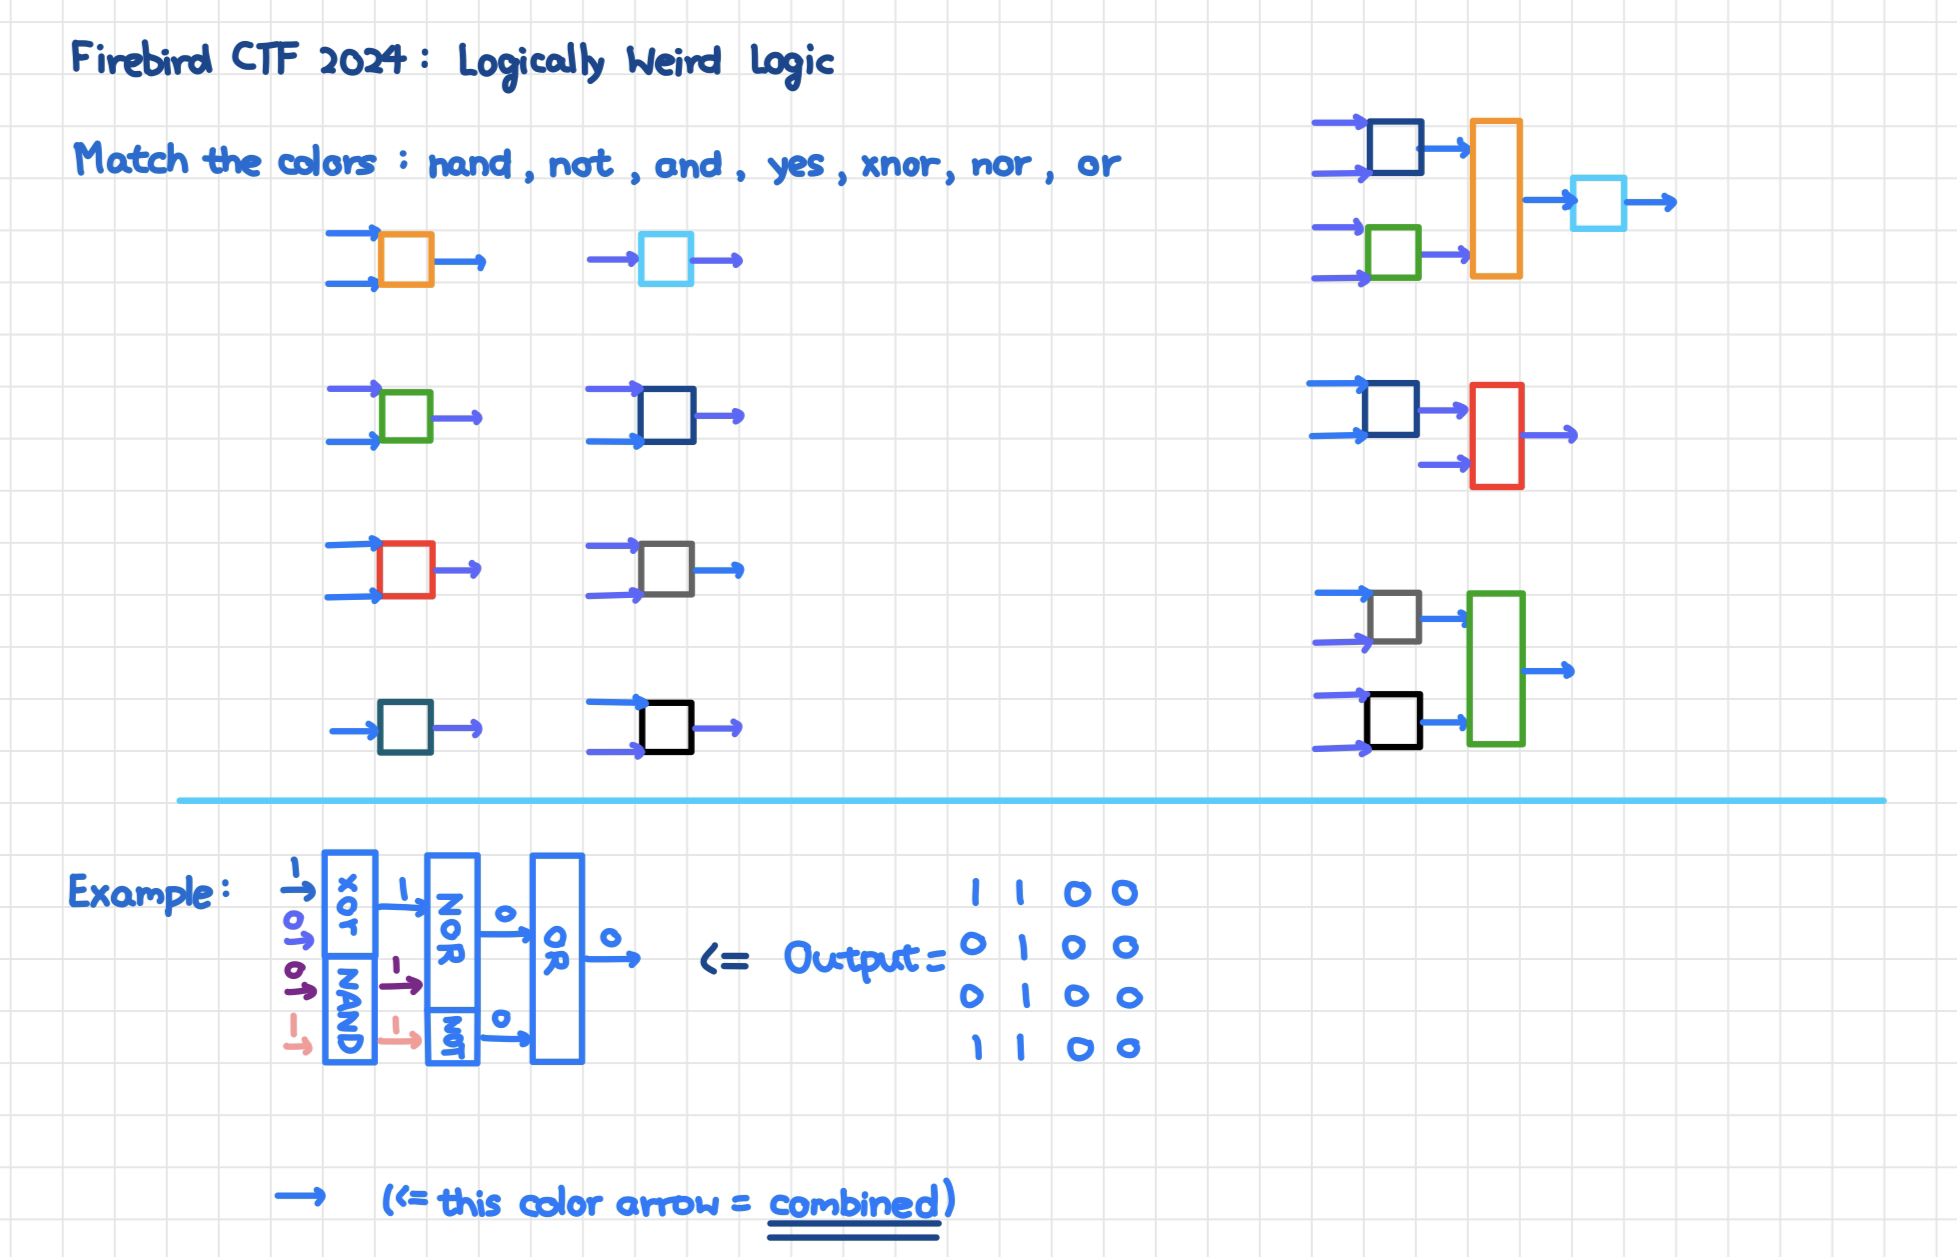 Firebird CTF 2024 : Logically Weird Logic
Match the colors : nand, not, and, yes, xnor, nor, or
Example:
1 0 0 1
xor NAND
1 1 1
NOR NOT
0 0
OR
0
<= Output =
1 1 0 0
0 1 0 0
0 1 0 0
1 1 0 0
(<= this color arrow = combined)